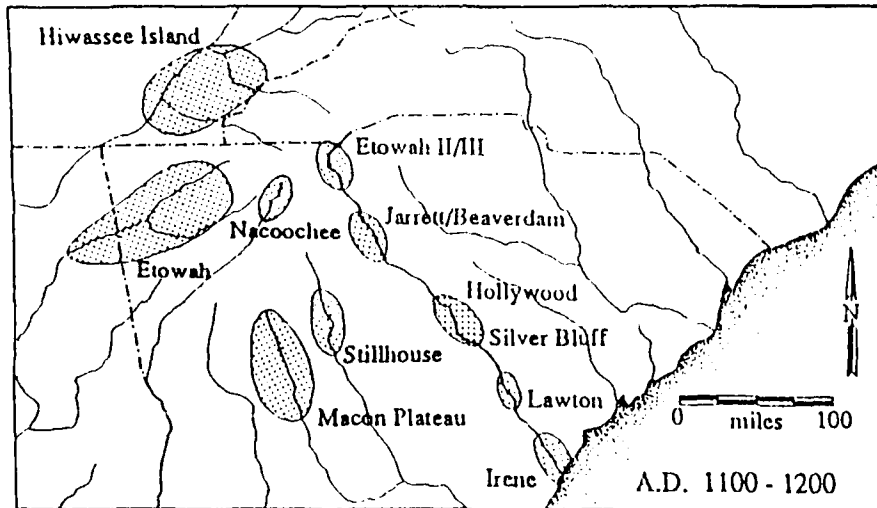 Hiwassee Island
Etowah II/III
Jarrett/Beaverdam
Nacoochee
Etowah
Hollywood
Silver Bluff
Stillhouse
Lawton
Macon Plateau
Irene
N
0 miles 100
A.D. 1100 - 1200